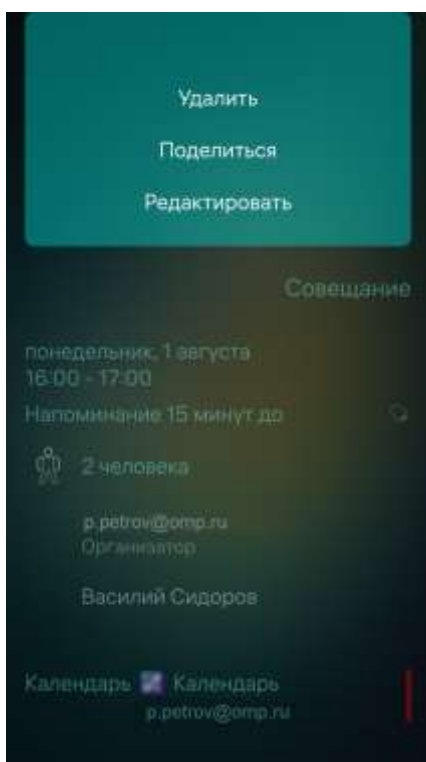 Удалить
Поделиться
Редактировать
Совещание
понедельник, 1 августа
16:00 - 17:00
Напоминание 15 минут до
2 человека
p.petrov@omp.ru
Организатор
Василий Сидоров
Календарь Календарь
p.petrov@omp.ru